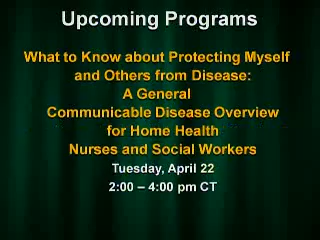 Upcoming Programs
What to Know about Protecting Myself
and Others from Disease:
A General
Communicable Disease Overview
for Home Health
Nurses and Social Workers
Tuesday, April 22
2:00 – 4:00 pm CT